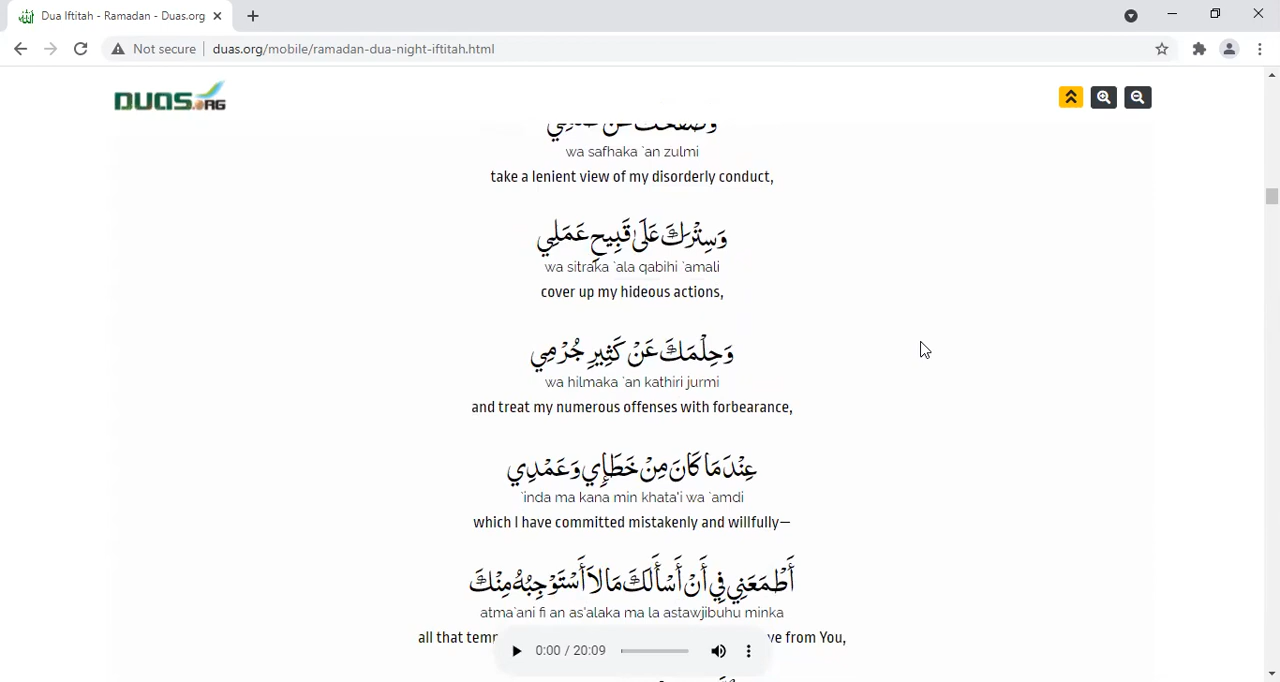 Dua Iftitah - Ramadan - Duas.org
Not secure
duas.org/mobile/ramadan-dua-night-iftitah.html
DUAS.ORG
وَصَفْحَكَ عَنْ ظُلْمِي
wa safhaka `an zulmi
take a lenient view of my disorderly conduct,
وَسِتْرَكَ عَلَىٰ قَبِيحِ عَمَلِي
wa sitraka `ala qabihi `amali
cover up my hideous actions,
وَحِلْمَكَ عَنْ كَثِيرِ جُرْمِي
wa hilmaka `an kathiri jurmi
and treat my numerous offenses with forbearance,
عِنْدَمَا كَانَ مِنْ خَطَإِي وَعَمْدِي
`inda ma kana min khata'i wa `amdi
which I have committed mistakenly and willfully—
أَطْمَعَنِي فِي أَنْ أَسْأَلَكَ مَا لاَ أَسْتَوْجِبُهُ مِنْكَ
atma`ani fi an as'alaka ma la astawjibuhu minka
all that ve from You,
0:00 / 20:09